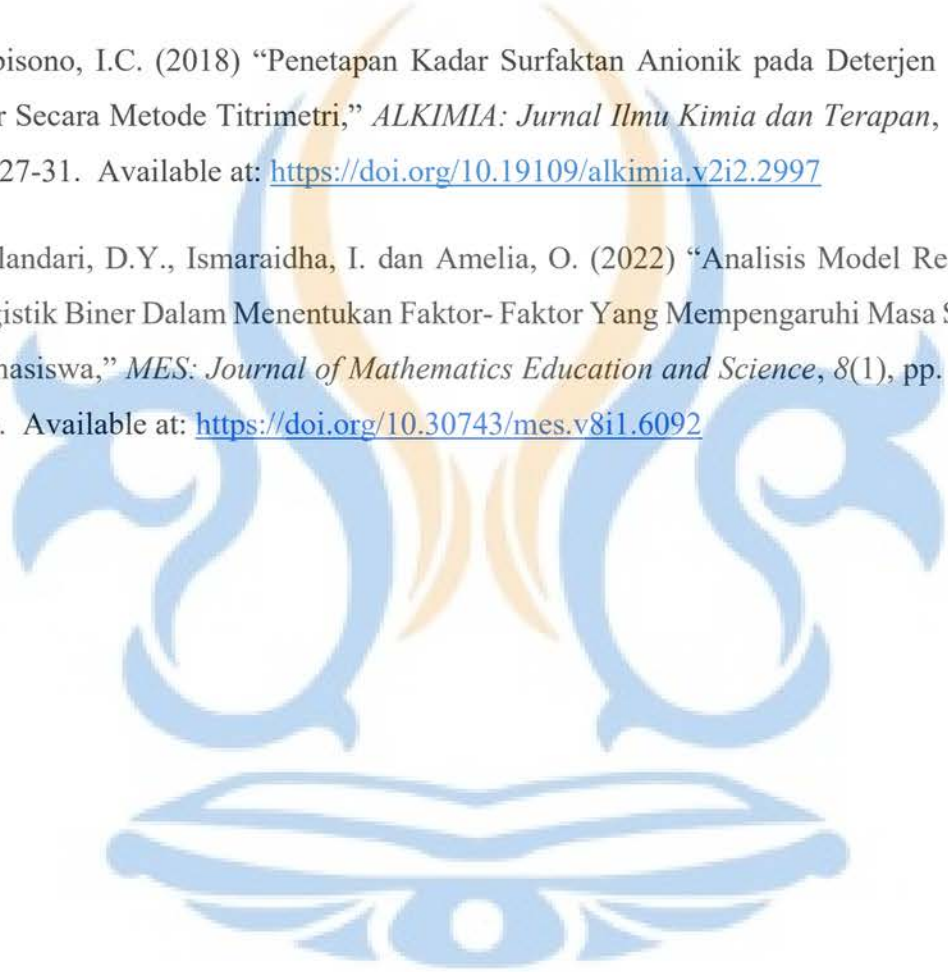 bisono, I.C. (2018) “Penetapan Kadar Surfaktan Anionik pada Deterjen
r Secara Metode Titrimetri,” ALKIMIA: Jurnal Ilmu Kimia dan Terapan,
27-31. Available at: https://doi.org/10.19109/alkimia.v2i2.2997
landari, D.Y., Ismaraidha, I. dan Amelia, O. (2022) “Analisis Model Re
gistik Biner Dalam Menentukan Faktor- Faktor Yang Mempengaruhi Masa S
hasiswa,” MES: Journal of Mathematics Education and Science, 8(1), pp.
. Available at: https://doi.org/10.30743/mes.v8i1.6092